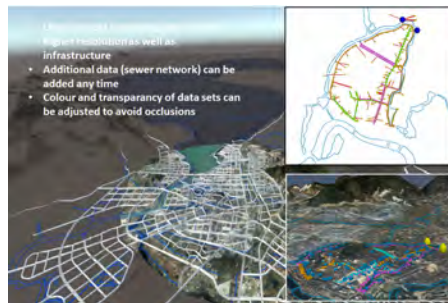 Higher resolution as well as
infrastructure
• Additional data (sewer network) can be
added any time
• Colour and transparancy of data sets can
be adjusted to avoid occlusions